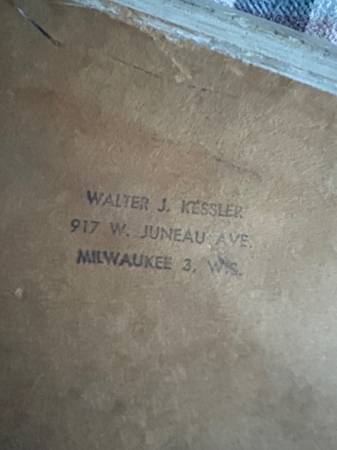 WALTER J. KESSLER
917 W. JUNEAU AVE.
MILWAUKEE 3, WIS.